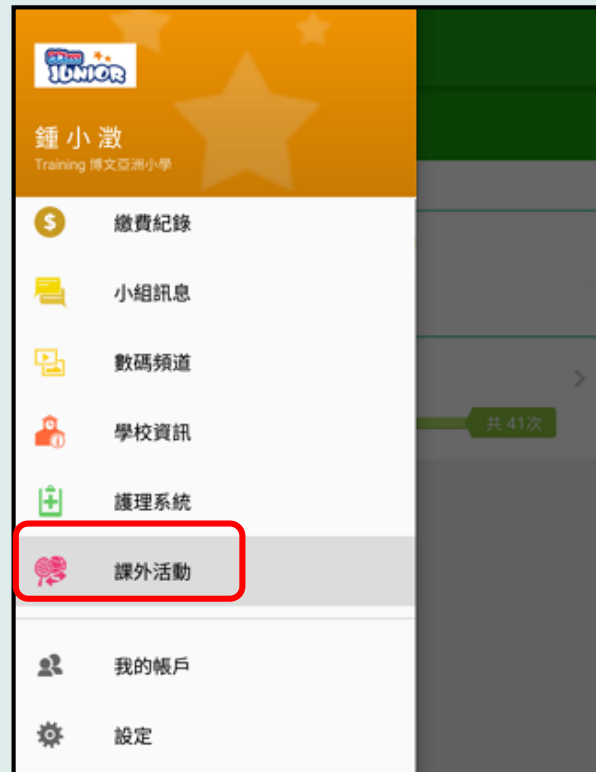 JUNIOR
鍾 小 澂
Training 博文亞洲小學
繳費紀錄
小組訊息
數碼頻道
學校資訊
護理系統
課外活動
共 41次
我的帳戶
設定